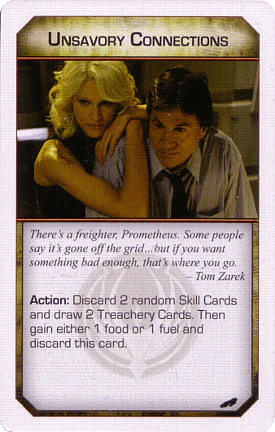 UNSAVORY CONNECTIONS
There's a freighter, Prometheus. Some people
say it's gone off the grid...but if you want
something bad enough, that's where you go.
– Tom Zarek
Action: Discard 2 random Skill Cards
and draw 2 Treachery Cards. Then
gain either 1 food or 1 fuel and
discard this card.